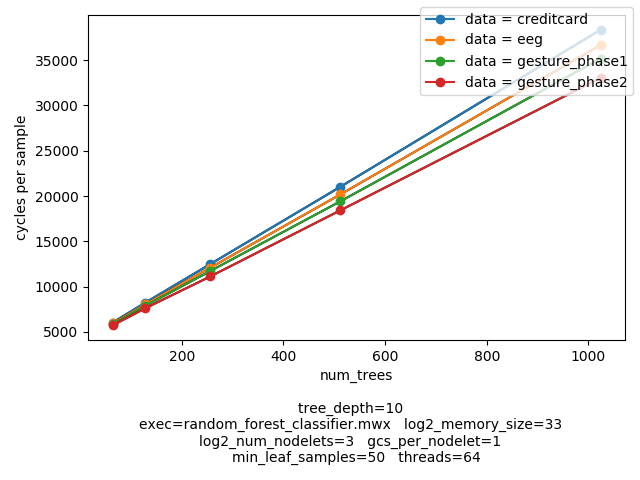 data = creditcard
data = eeg
data = gesture_phase1
data = gesture_phase2
cycles per sample
35000
30000
25000
20000
15000
10000
5000
200 400 600 800 1000
num_trees
tree_depth=10
exec=random_forest_classifier.mwx log2_memory_size=33
log2_num_nodelets=3 gcs_per_nodelet=1
min_leaf_samples=50 threads=64